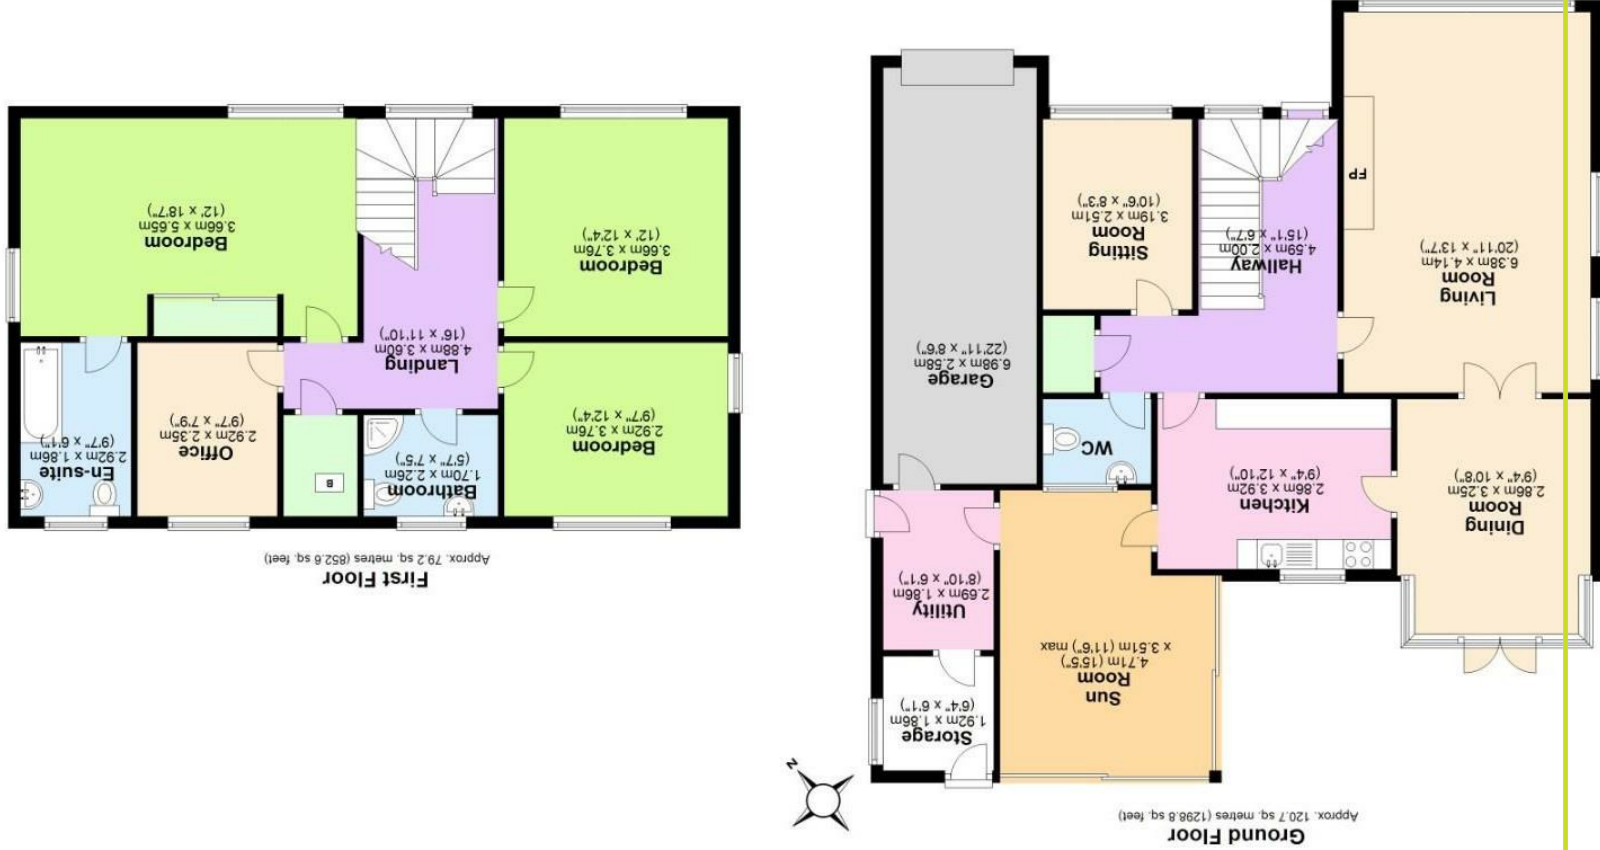 Ground Floor
Approx. 120.7 sq. metres (1298.8 sq. feet)
Storage
1.92m x 1.86m
(6'4" x 6'1")
Sun
Room
4.71m (15'5")
x 3.51m (11'6") max
Utility
2.69m x 1.86m
(8'10" x 6'1")
Dining
Room
2.86m x 3.25m
(9'4" x 10'8")
Kitchen
2.86m x 3.92m
(9'4" x 12'10")
WC
Garage
6.98m x 2.58m
(22'11" x 8'6")
Living
Room
6.38m x 4.14m
(20'11" x 13'7")
FP
Hallway
4.59m x 2.00m
(15'1" x 6'7")
Sitting
Room
3.19m x 2.51m
(10'6" x 8'3")
N
First Floor
Approx. 79.2 sq. metres (852.6 sq. feet)
Bedroom
2.92m x 3.76m
(9'7" x 12'4")
Bathroom
1.70m x 2.26m
(5'7" x 7'5")
B
Office
2.92m x 2.35m
(9'7" x 7'9")
En-suite
2.92m x 1.86m
(9'7" x 6'1")
Landing
4.88m x 3.60m
(16' x 11'10")
Bedroom
3.66m x 3.76m
(12' x 12'4")
Bedroom
3.66m x 5.65m
(12' x 18'7")